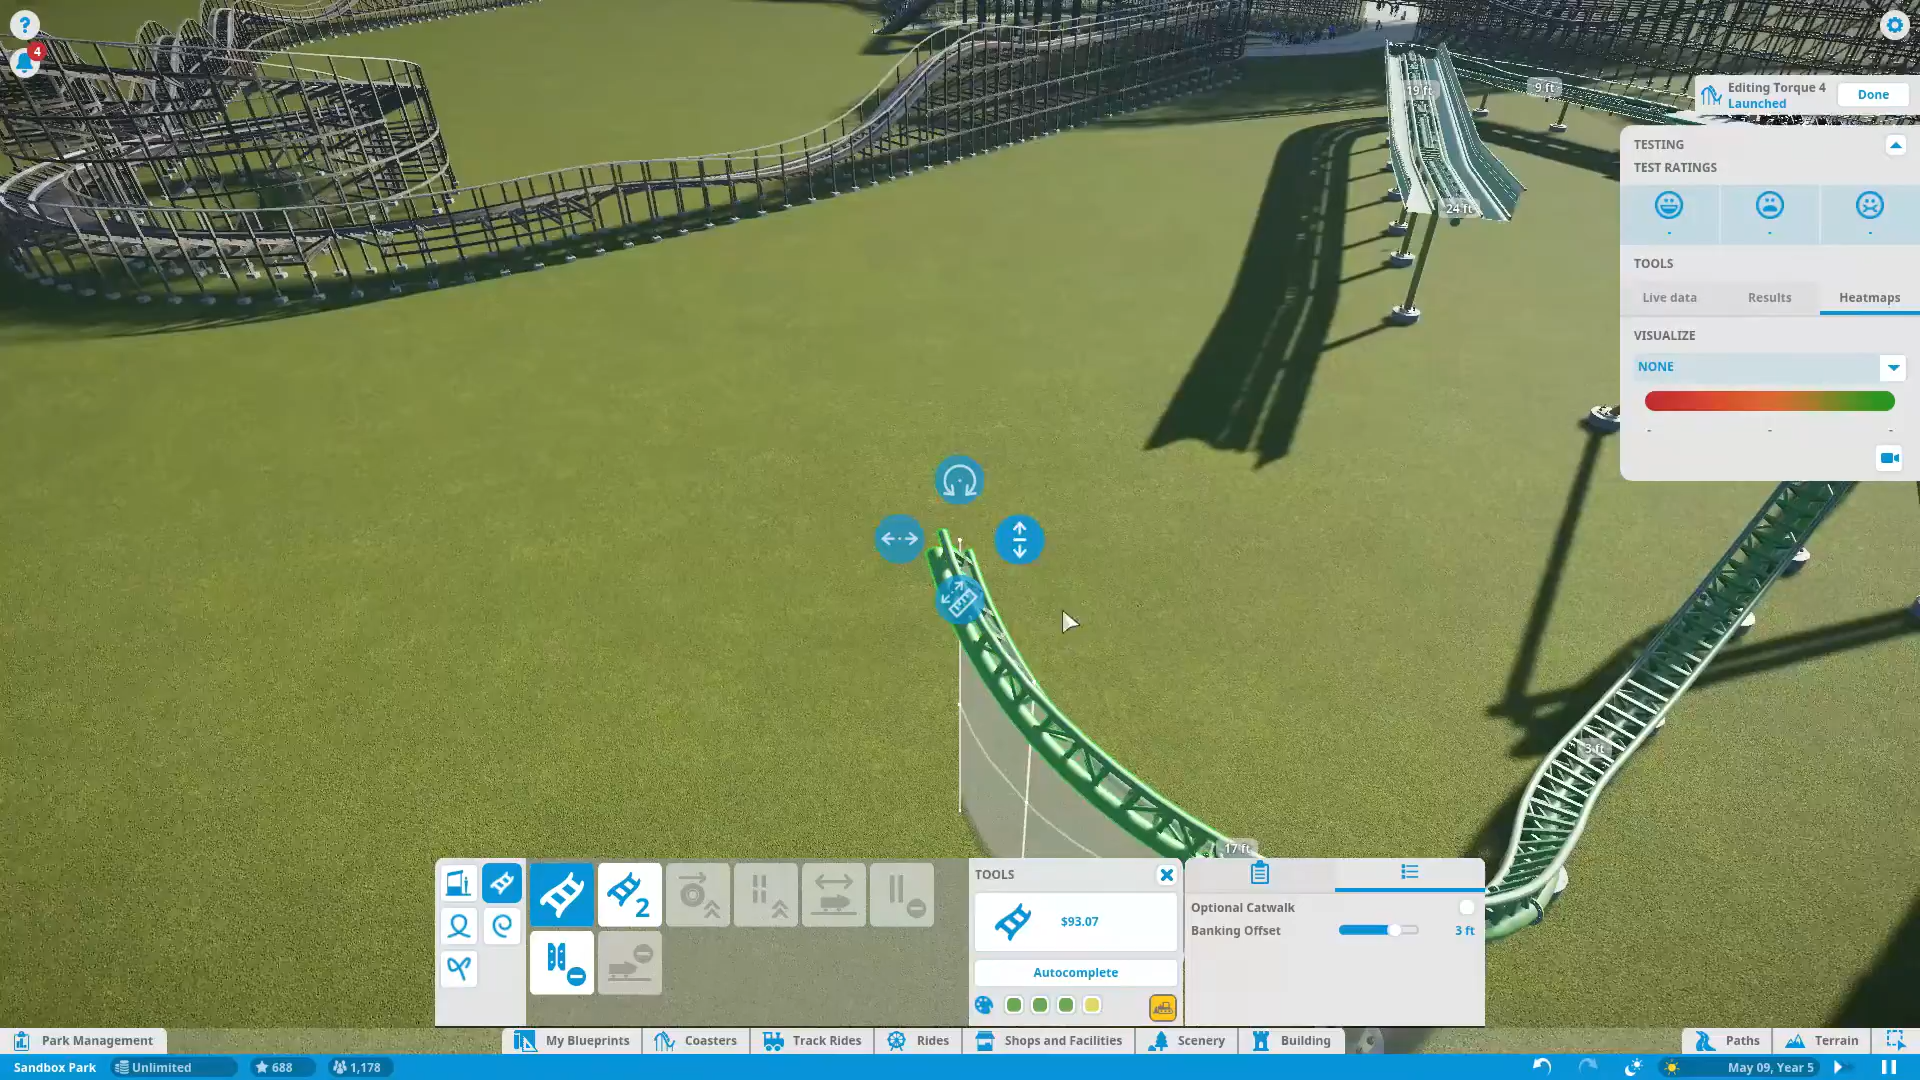 ?
4
19 ft
9 ft
24 ft
Editing Torque 4
Launched
Done
TESTING
TEST RATINGS
-
-
-
TOOLS
Live data
Results
Heatmaps
VISUALIZE
NONE
-
-
-
3 ft
17 ft
2
TOOLS
$93.07
Autocomplete
Optional Catwalk
Banking Offset
3 ft
Park Management
My Blueprints
Coasters
Track Rides
Rides
Shops and Facilities
Scenery
Building
Paths
Terrain
Sandbox Park
Unlimited
688
1,178
May 09, Year 5